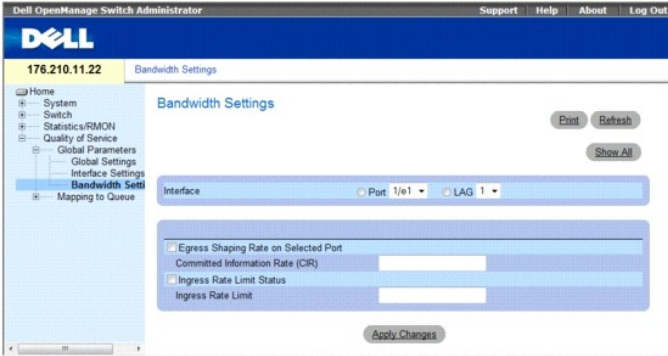 Dell OpenManage Switch Administrator Support Help About Log Out
DELL
176.210.11.22 Bandwidth Settings
Home
System
Switch
Statistics/RMON
Quality of Service
Global Parameters
Global Settings
Interface Settings
Bandwidth Setti
Mapping to Queue
Bandwidth Settings
Print Refresh
Show All
Interface Port 1/e1 LAG 1
Egress Shaping Rate on Selected Port
Committed Information Rate (CIR)
Ingress Rate Limit Status
Ingress Rate Limit
Apply Changes